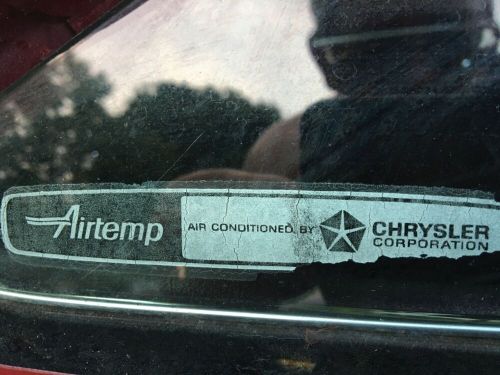 Airtemp
AIR CONDITIONED BY
CHRYSLER
CORPORATION